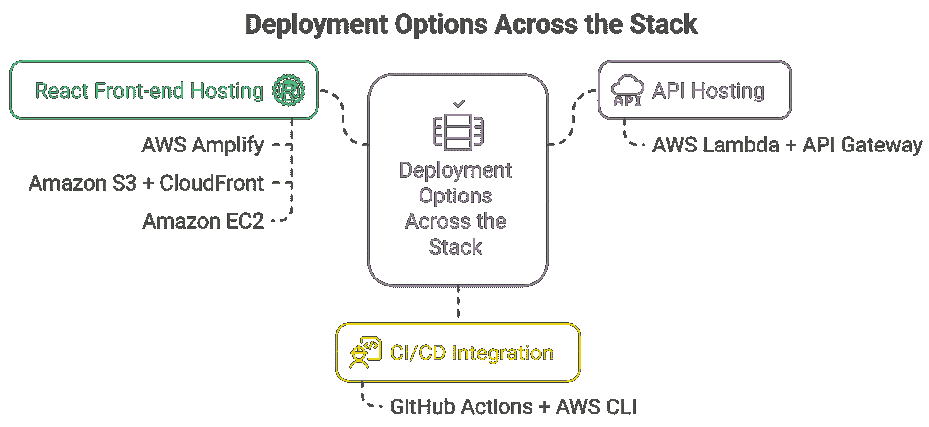 Deployment Options Across the Stack
React Front-end Hosting
R
AWS Amplify
Amazon S3 + CloudFront
Amazon EC2
Deployment
Options
Across the
Stack
API
API Hosting
AWS Lambda + API Gateway
CI/CD Integration
GitHub Actions + AWS CLI